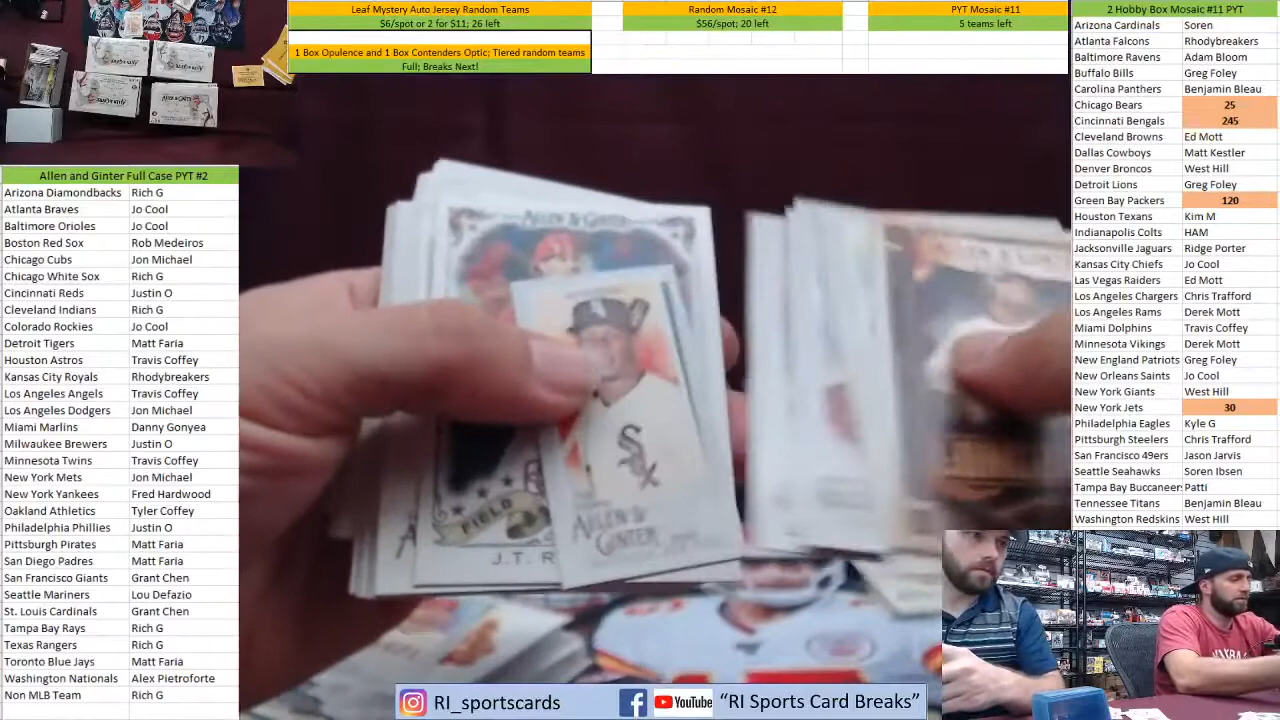 Leaf Mystery Auto Jersey Random Teams
$6/spot or 2 for $11; 26 left
1 Box Opulence and 1 Box Contenders Optic; Tiered random teams
Full; Breaks Next!
Random Mosaic #12
$56/spot; 20 left
PYT Mosaic #11
5 teams left
2 Hobby Box Mosaic #11 PYT
Arizona Cardinals Soren
Atlanta Falcons Rhodybreakers
Baltimore Ravens Adam Bloom
Buffalo Bills Greg Foley
Carolina Panthers Benjamin Bleau
Chicago Bears 25
Cincinnati Bengals 245
Cleveland Browns Ed Mott
Dallas Cowboys Matt Kestler
Denver Broncos West Hill
Detroit Lions Greg Foley
Green Bay Packers 120
Houston Texans Kim M
Indianapolis Colts HAM
Jacksonville Jaguars Ridge Porter
Kansas City Chiefs Jo Cool
Las Vegas Raiders Ed Mott
Los Angeles Chargers Chris Trafford
Los Angeles Rams Derek Mott
Miami Dolphins Travis Coffey
Minnesota Vikings Derek Mott
New England Patriots Greg Foley
New Orleans Saints Jo Cool
New York Giants West Hill
New York Jets 30
Philadelphia Eagles Kyle G
Pittsburgh Steelers Chris Trafford
San Francisco 49ers Jason Jarvis
Seattle Seahawks Soren Ibsen
Tampa Bay Buccaneers Patti
Tennessee Titans Benjamin Bleau
Washington Redskins West Hill
Allen and Ginter Full Case PYT #2
Arizona Diamondbacks Rich G
Atlanta Braves Jo Cool
Baltimore Orioles Jo Cool
Boston Red Sox Rob Medeiros
Chicago Cubs Jon Michael
Chicago White Sox Rich G
Cincinnati Reds Justin O
Cleveland Indians Rich G
Colorado Rockies Jo Cool
Detroit Tigers Matt Faria
Houston Astros Travis Coffey
Kansas City Royals Rhodybreakers
Los Angeles Angels Travis Coffey
Los Angeles Dodgers Jon Michael
Miami Marlins Danny Gonyea
Milwaukee Brewers Justin O
Minnesota Twins Travis Coffey
New York Mets Jon Michael
New York Yankees Fred Hardwood
Oakland Athletics Tyler Coffey
Philadelphia Phillies Justin O
Pittsburgh Pirates Matt Faria
San Diego Padres Matt Faria
San Francisco Giants Grant Chen
Seattle Mariners Lou Defazio
St. Louis Cardinals Grant Chen
Tampa Bay Rays Rich G
Texas Rangers Rich G
Toronto Blue Jays Matt Faria
Washington Nationals Alex Pietroforte
Non MLB Team Rich G
ALLEN & GINTER
SOX
ALLEN &
GINTER
FIELD
J.T. R
RI_sportscards
YouTube
"RI Sports Card Breaks"